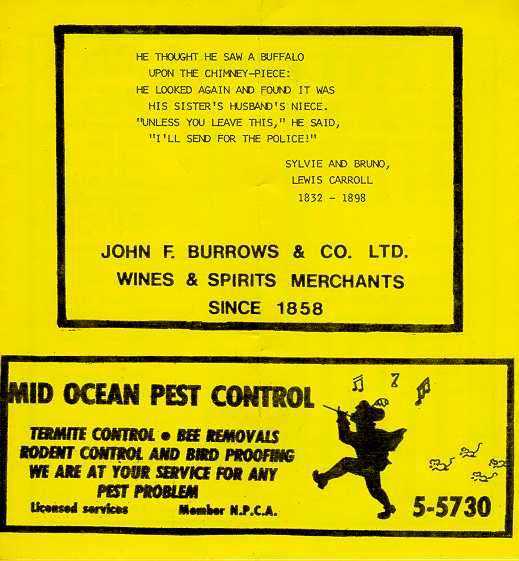 HE THOUGHT HE SAW A BUFFALO
UPON THE CHIMNEY-PIECE:
HE LOOKED AGAIN AND FOUND IT WAS
HIS SISTER'S HUSBAND'S NIECE.
"UNLESS YOU LEAVE THIS," HE SAID,
"I'LL SEND FOR THE POLICE!"
SYLVIE AND BRUNO,
LEWIS CARROLL
1832 - 1898
JOHN F. BURROWS & CO. LTD.
WINES & SPIRITS MERCHANTS
SINCE 1858
MID OCEAN PEST CONTROL
TERMITE CONTROL • BEE REMOVALS
RODENT CONTROL AND BIRD PROOFING
WE ARE AT YOUR SERVICE FOR ANY
PEST PROBLEM
Licensed services Member N.P.C.A.
5-5730